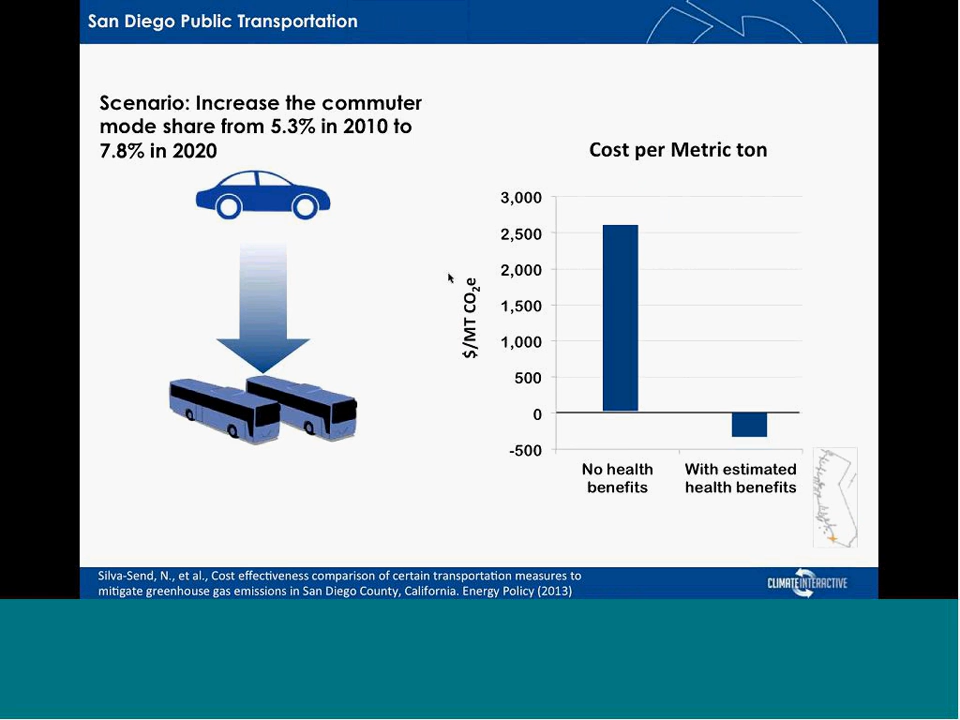 San Diego Public Transportation
Scenario: Increase the commuter
mode share from 5.3% in 2010 to
7.8% in 2020
Cost per Metric ton
$/MT CO₂e
3,000
2,500
2,000
1,500
1,000
500
0
-500
No health
benefits
With estimated
health benefits
Silva-Send, N., et al., Cost effectiveness comparison of certain transportation measures to
mitigate greenhouse gas emissions in San Diego County, California. Energy Policy (2013)
CLIMATE INTERACTIVE